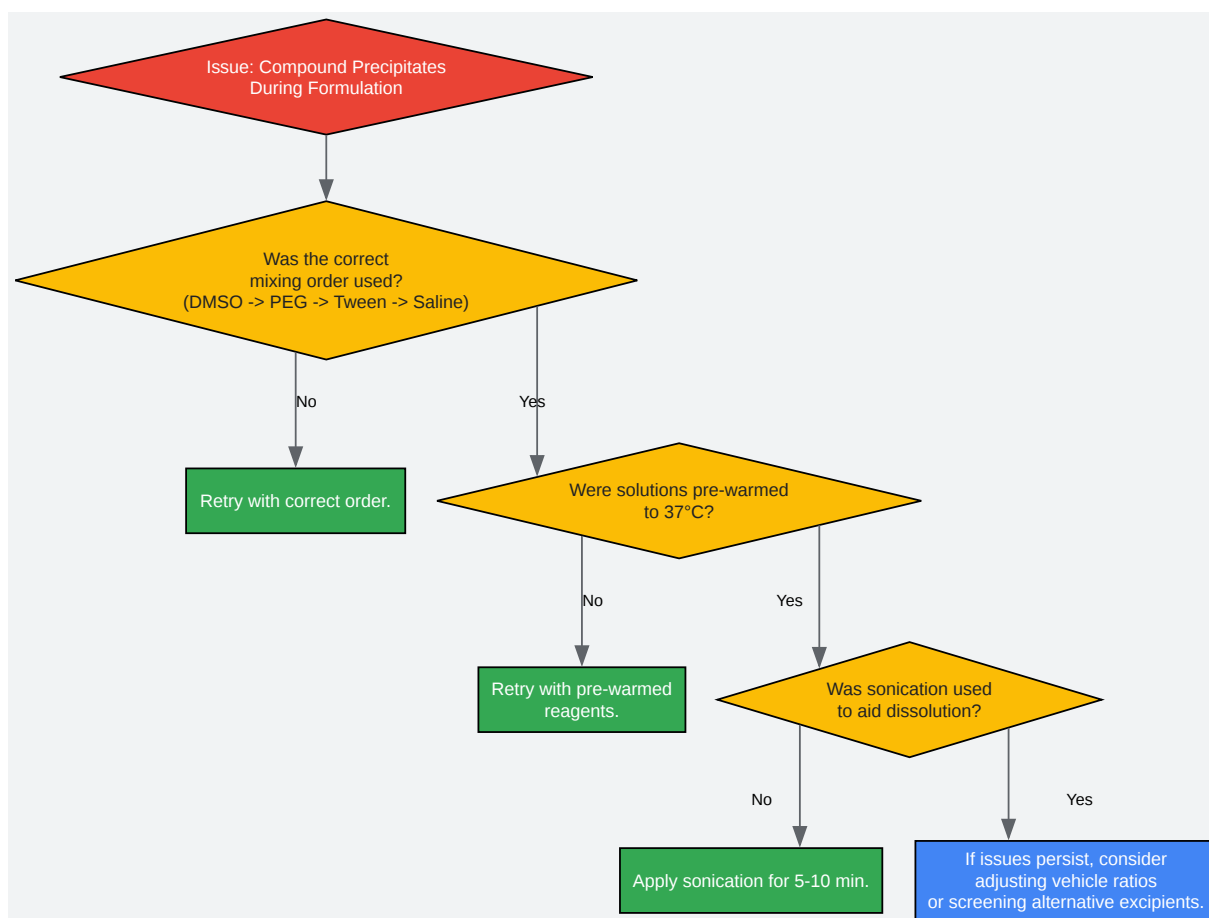 Issue: Compound Precipitates
During Formulation
Was the correct
mixing order used?
(DMSO -> PEG -> Tween -> Saline)
No
Yes
Retry with correct order.
Were solutions pre-warmed
to 37°C?
No
Yes
Retry with pre-warmed
reagents.
Was sonication used
to aid dissolution?
No
Yes
Apply sonication for 5-10 min.
If issues persist, consider
adjusting vehicle ratios
or screening alternative excipients.